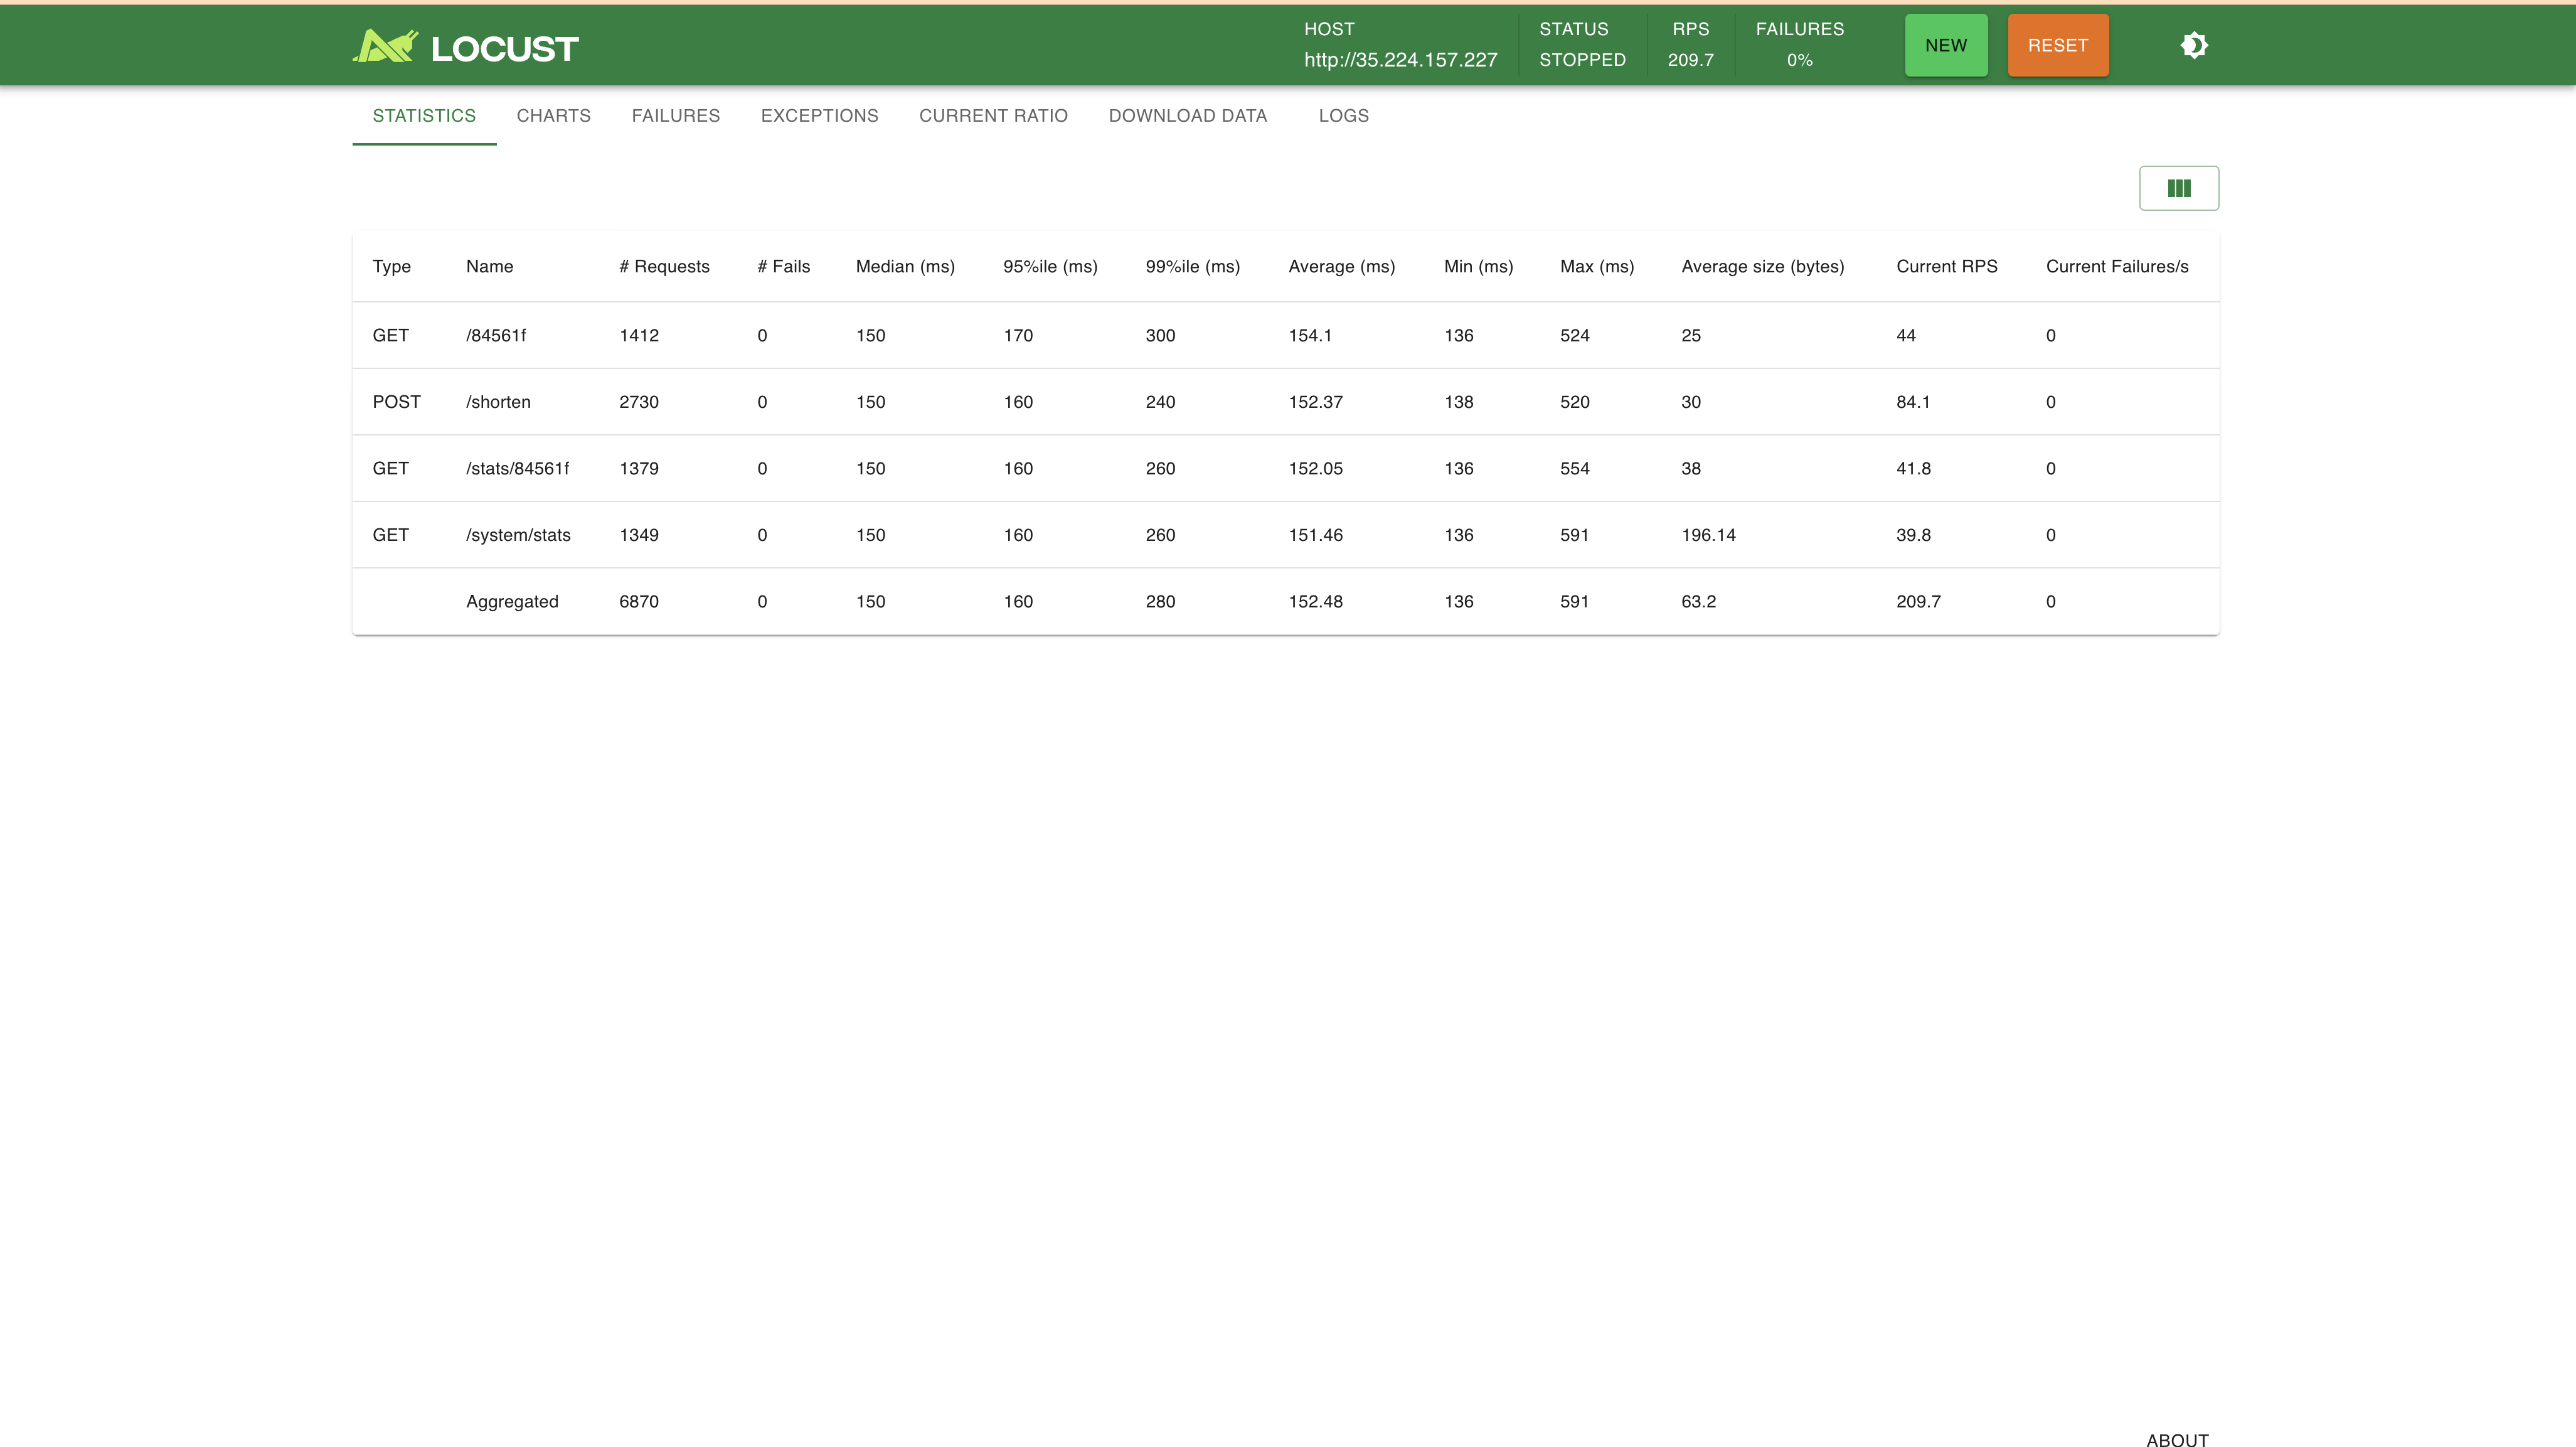 LOCUST
HOST STATUS RPS FAILURES
http://35.224.157.227 STOPPED 209.7 0%
NEW RESET
STATISTICS CHARTS FAILURES EXCEPTIONS CURRENT RATIO DOWNLOAD DATA LOGS
Type Name # Requests # Fails Median (ms) 95%ile (ms) 99%ile (ms) Average (ms) Min (ms) Max (ms) Average size (bytes) Current RPS Current Failures/s
GET /84561f 1412 0 150 170 300 154.1 136 524 25 44 0
POST /shorten 2730 0 150 160 240 152.37 138 520 30 84.1 0
GET /stats/84561f 1379 0 150 160 260 152.05 136 554 38 41.8 0
GET /system/stats 1349 0 150 160 260 151.46 136 591 196.14 39.8 0
Aggregated 6870 0 150 160 280 152.48 136 591 63.2 209.7 0
ABOUT